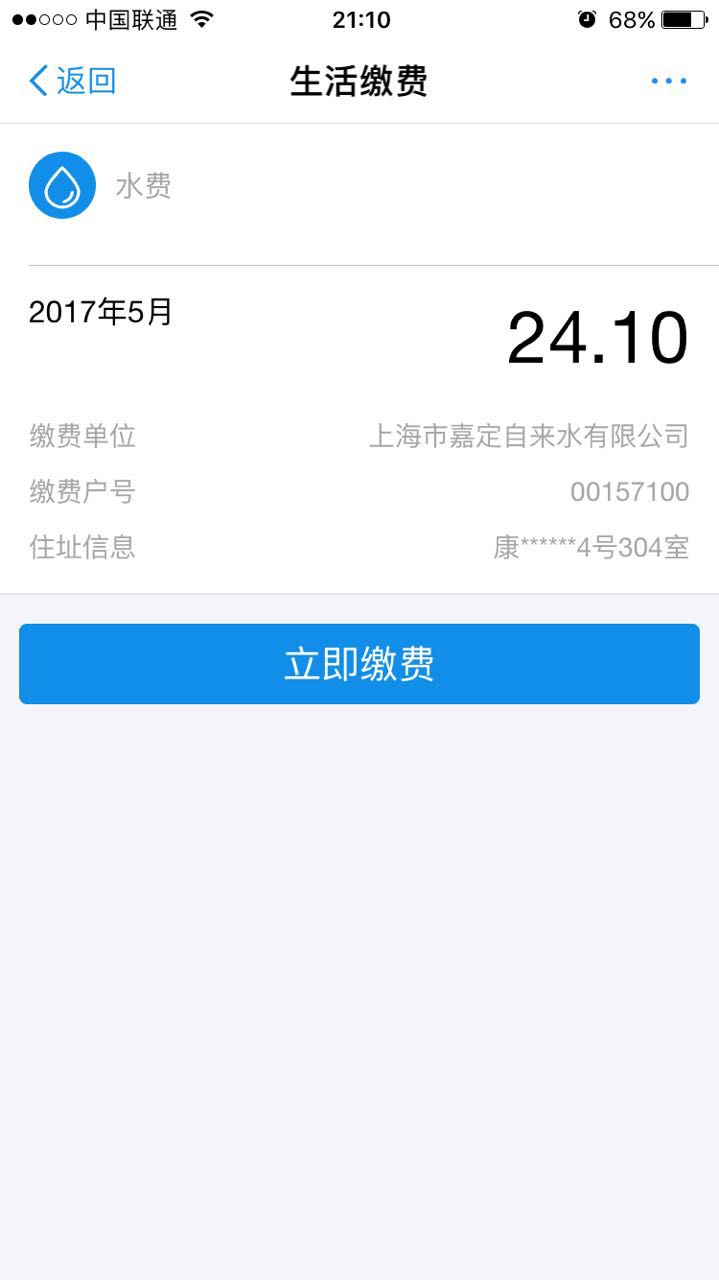 中国联通 21:10 68%
返回 生活缴费 ···
水费
2017年5月 24.10
缴费单位 上海市嘉定自来水有限公司
缴费户号 00157100
住址信息 康******4号304室
立即缴费